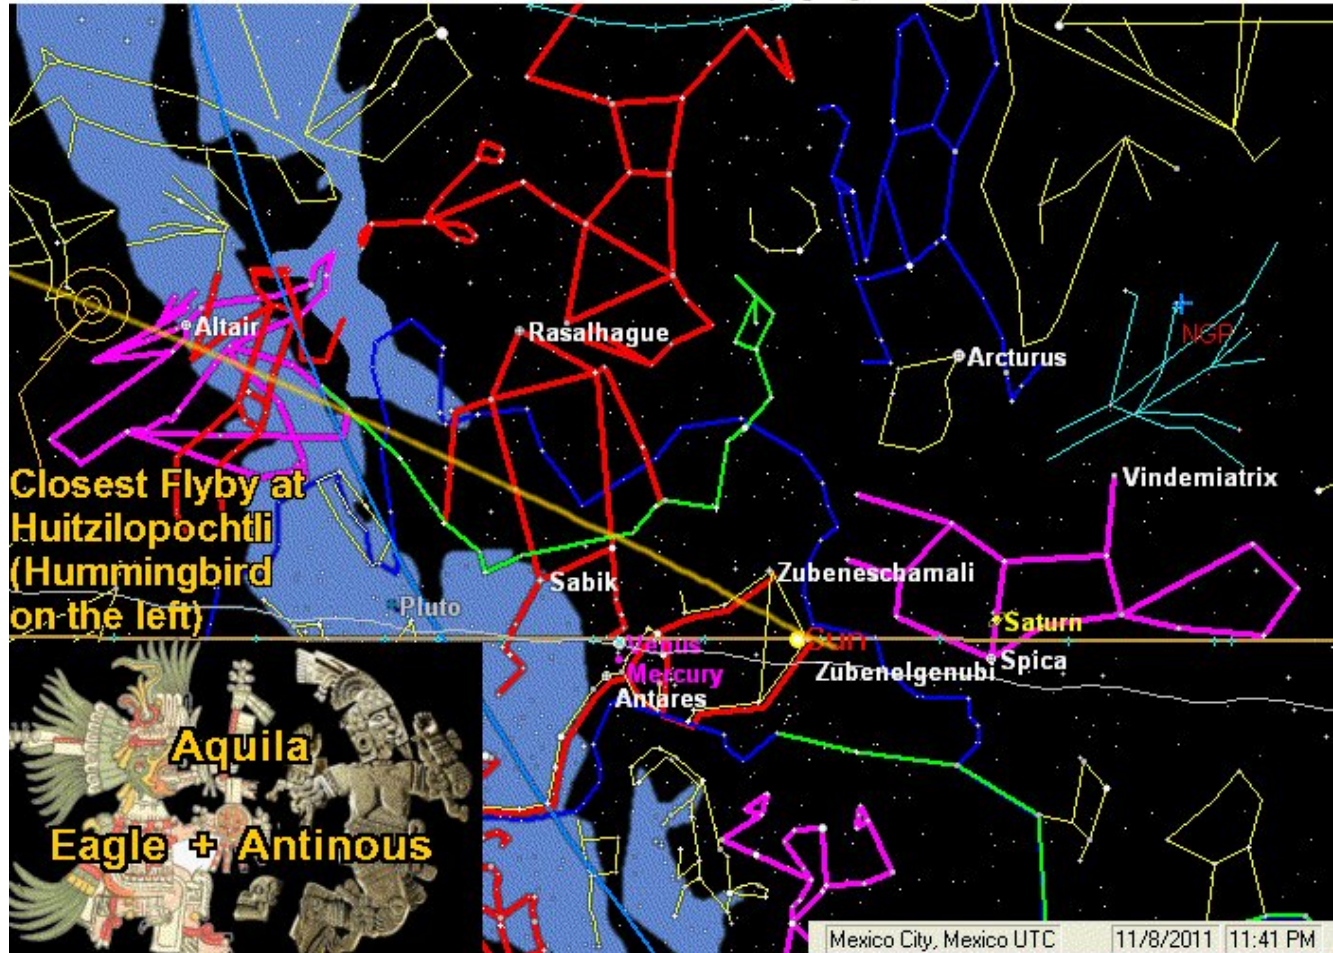 Altair
Rasalhague
NGP
Arcturus
Closest Flyby at
Huitzilopochtli
(Hummingbird
on the left)
Vindemiatrix
Sabik
Zubeneschamali
Pluto
Saturn
Venus
Sun
Spica
Mercury
Zubenelgenubi
Antares
Aquila
Eagle + Antinous
Mexico City, Mexico UTC 11/8/2011 11:41 PM